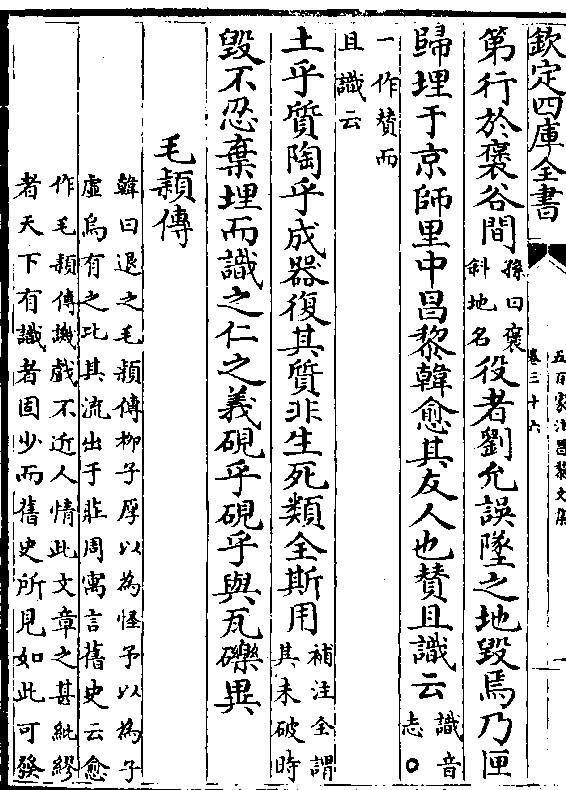 欽定四庫全書
五百家注昌黎文集
卷三十六
一
第行於褒谷間
孫曰褒
斜地名
役者劉允誤墜之地毀焉乃匣
歸埋于京師里中昌黎韓愈其友人也賛且識云
識音
志○
一作賛而
且識云
土乎質陶乎成器復其質非生死類全斯用
補注全謂
其未破時
毀不忍棄埋而識之仁之義硯乎硯乎與瓦礫異
毛穎傳
韓曰退之毛穎傳柳子厚以為怪予以為子
虛烏有之比其流出于莊周寓言舊史云愈
作毛穎傳譏戲不近人情此文章之甚紕繆
者天下有識者固少而舊史所見如此可發